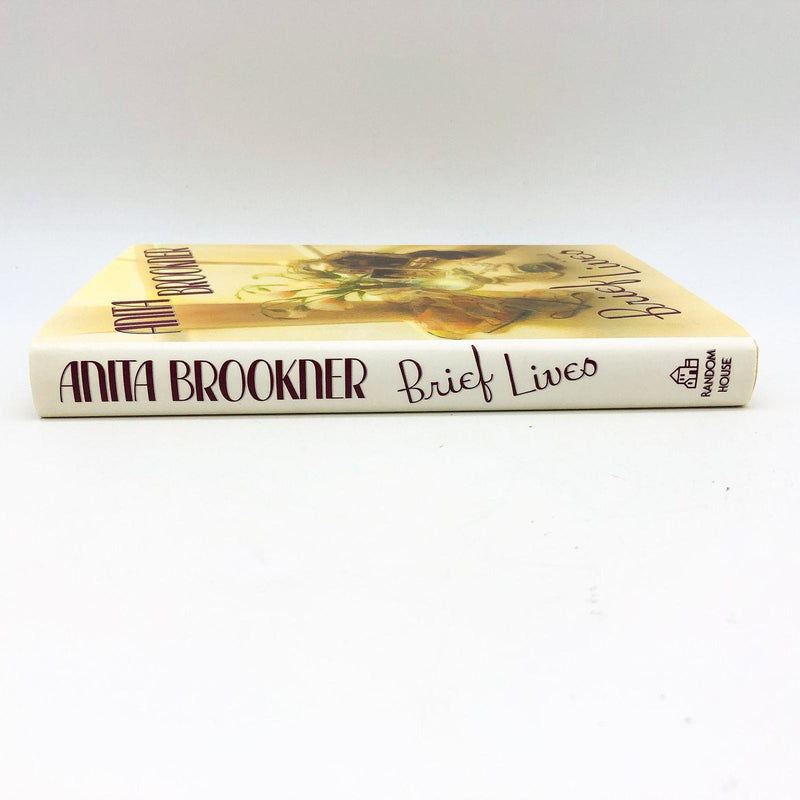 ANITA
BROOKNER
Brief Lives
ANITA BROOKNER Brief Lives RANDOM
HOUSE